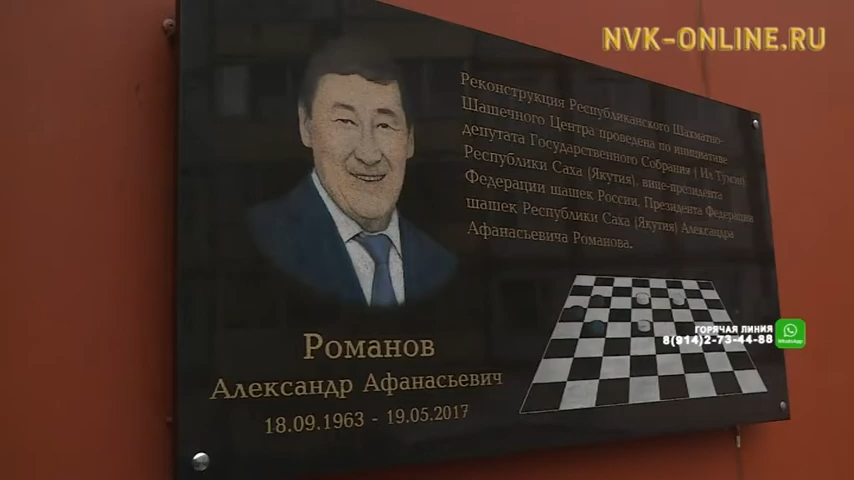 NVK-ONLINE.RU
Реконструкция Республиканского Шахматно-
Шашечного Центра проведена по инициативе
депутата Государственного Собрания ( Ил Тумэн)
Республики Саха (Якутия), вице-президента
Федерации шашек России, Президента Федерации
шашек Республики Саха (Якутия) Александра
Афанасьевича Романова.
Романов
Александр Афанасьевич
18.09.1963 - 19.05.2017
ГОРЯЧАЯ ЛИНИЯ
8(914)2-73-44-88
WhatsApp